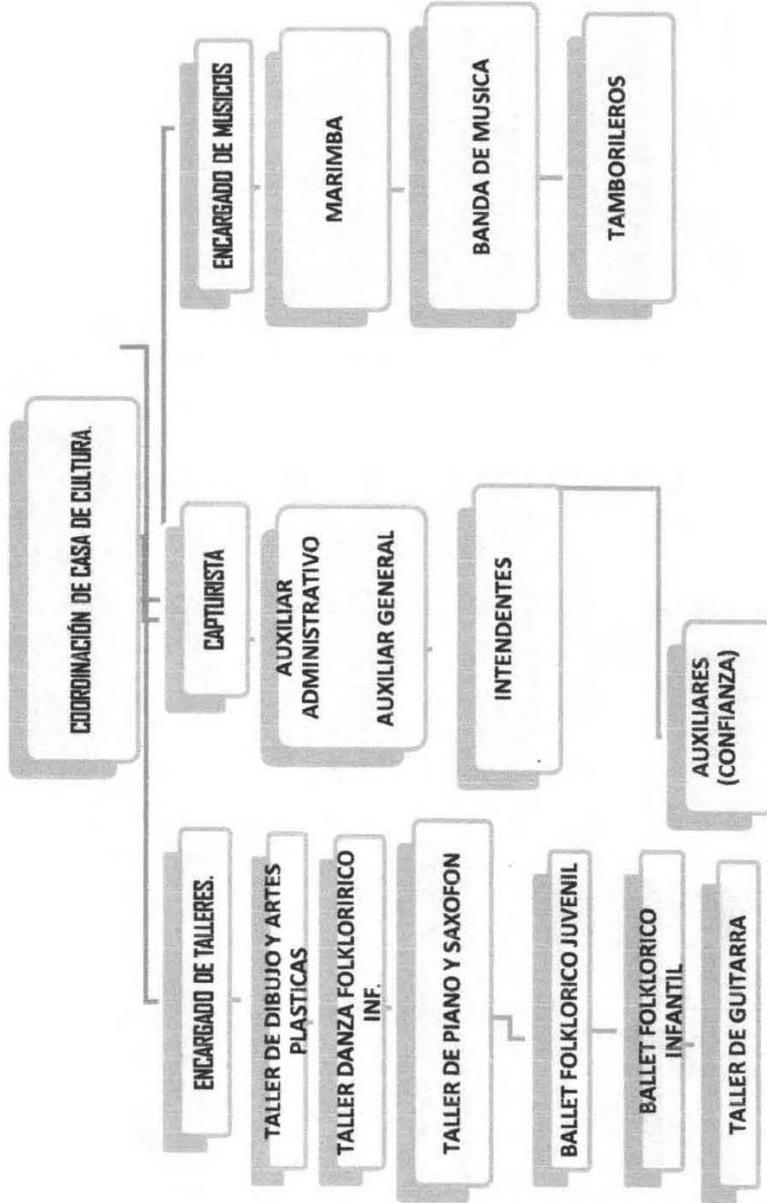 COORDINACIÓN DE CASA DE CULTURA.
ENCARGADO DE TALLERES.
TALLER DE DIBUJO Y ARTES
PLASTICAS
TALLER DANZA FOLKLORIRICO
INF.
TALLER DE PIANO Y SAXOFON
BALLET FOLKLORICO JUVENIL
BALLET FOLKLORICO
INFANTIL
TALLER DE GUITARRA
CAPTURISTA
AUXILIAR
ADMINISTRATIVO
AUXILIAR GENERAL
INTENDENTES
AUXILIARES
(CONFIANZA)
ENCARGADO DE MUSICOS
MARIMBA
BANDA DE MUSICA
TAMBORILEROS